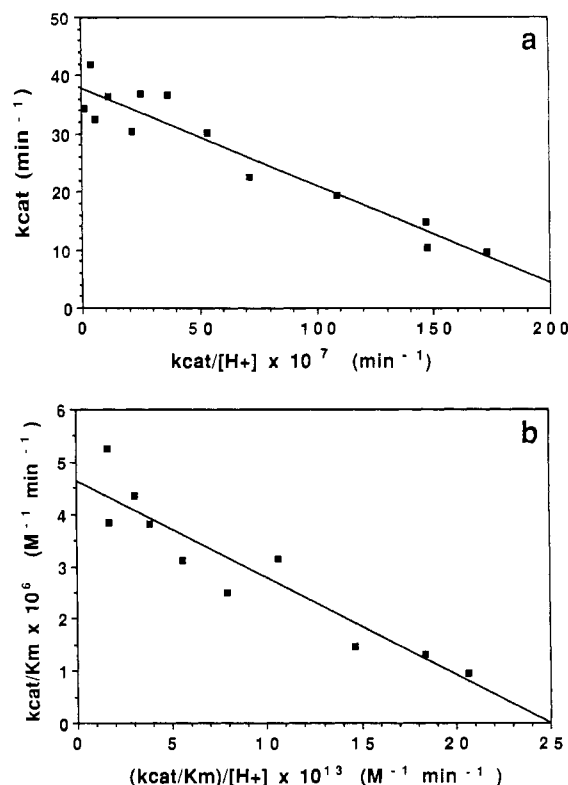 a
50
40
30
20
10
0
kcat (min⁻¹)
0 50 100 150 200
kcat/[H+] x 10⁷ (min⁻¹)
b
6
5
4
3
2
1
0
kcat/Km x 10⁶ (M⁻¹ min⁻¹)
0 5 10 15 20 25
(kcat/Km)/[H+] x 10¹³ (M⁻¹ min⁻¹)